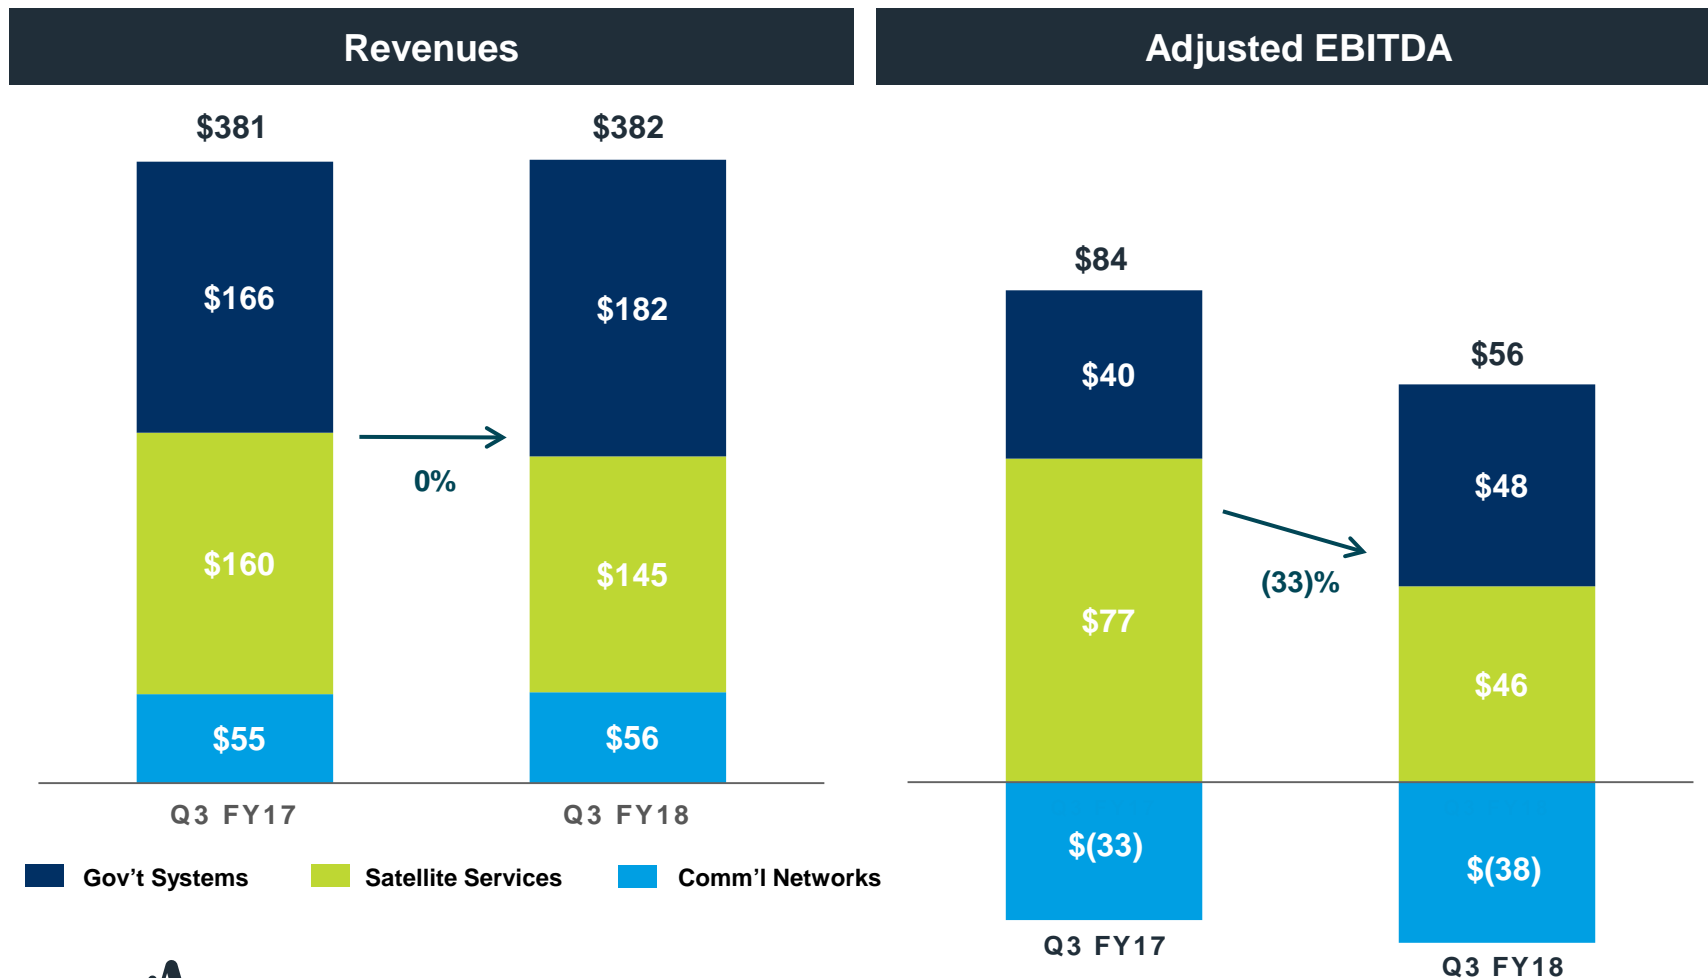 Revenues
$381
$382
$166
$182
0%
$160
$145
$55
$56
Q3 FY17
Q3 FY18
Gov't Systems
Satellite Services
Comm'l Networks
Adjusted EBITDA
$84
$56
$40
$48
(33)%
$77
$46
$(33)
$(38)
Q3 FY17
Q3 FY18